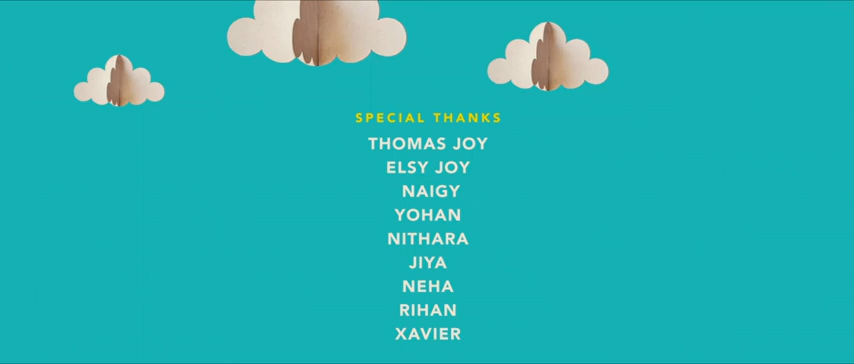 SPECIAL THANKS
THOMAS JOY
ELSY JOY
NAIGY
YOHAN
NITHARA
JIYA
NEHA
RIHAN
XAVIER